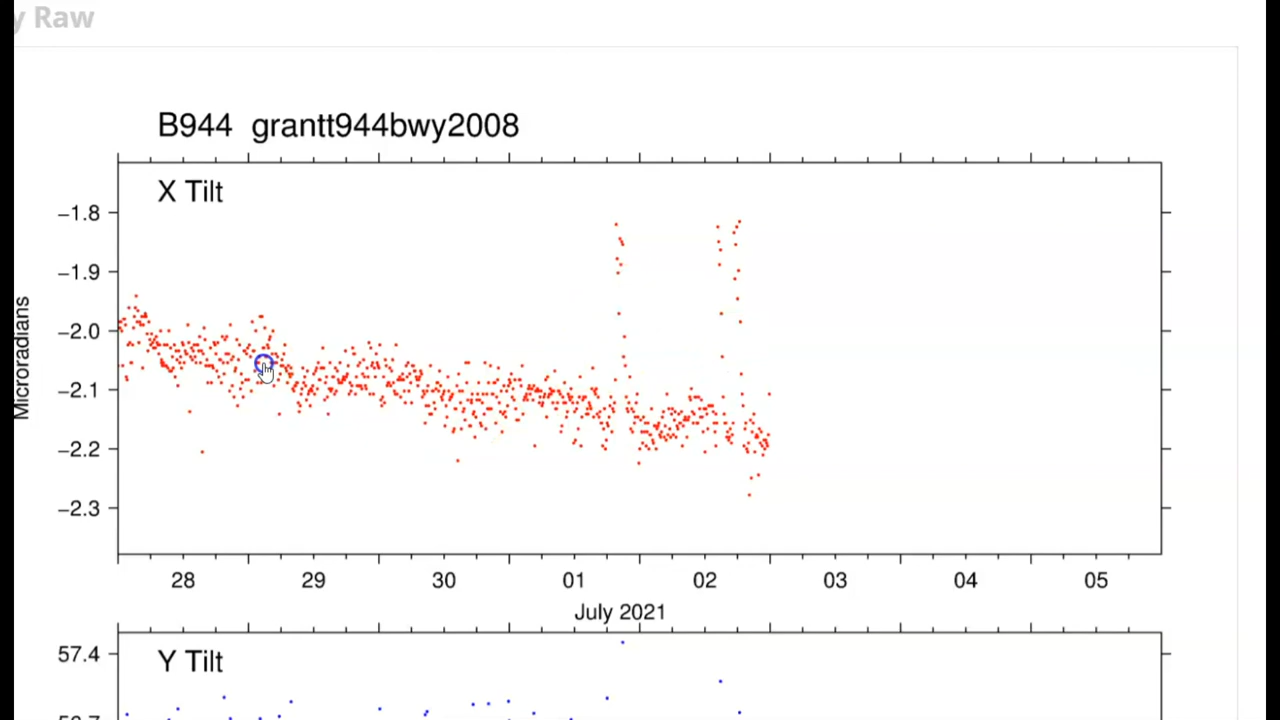 y Raw
B944 grantt944bwy2008
X Tilt
−1.8
−1.9
−2.0
−2.1
−2.2
−2.3
Microradians
28 29 30 01 02 03 04 05
July 2021
57.4
Y Tilt